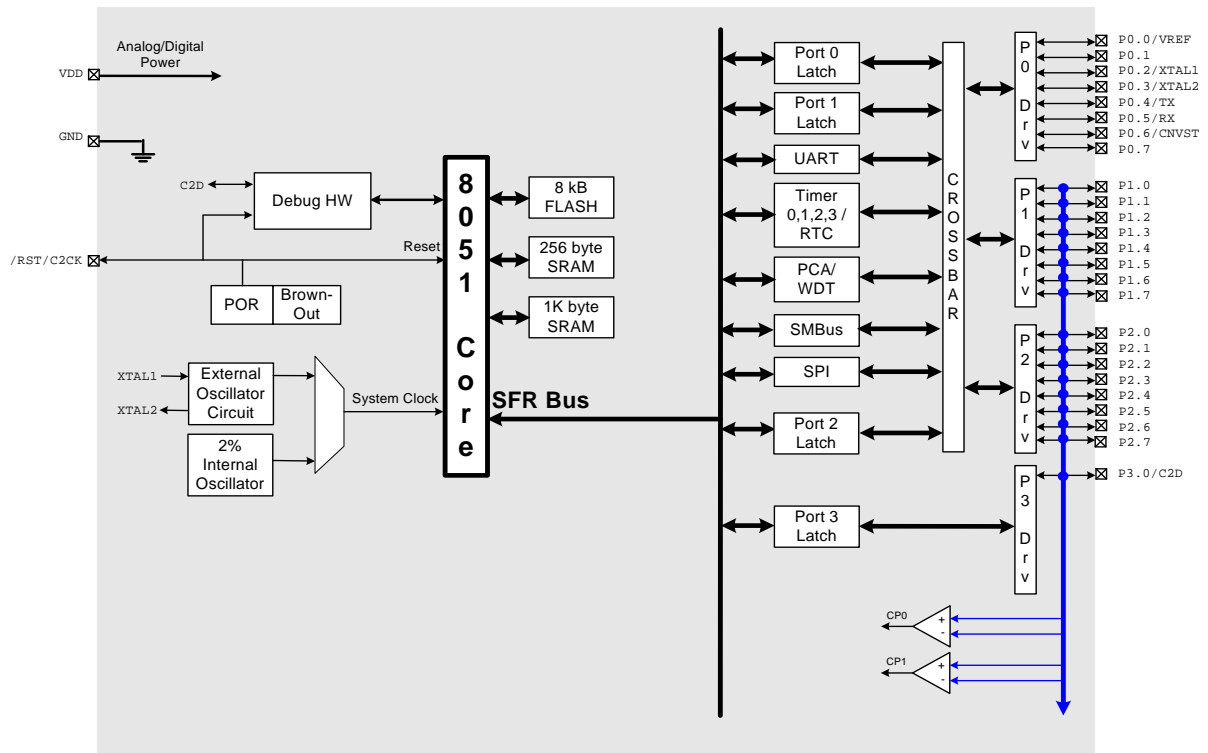 Analog/Digital
Power
VDD
GND
C2D
Debug HW
/RST/C2CK
Reset
POR
Brown-
Out
XTAL1
XTAL2
External
Oscillator
Circuit
2%
Internal
Oscillator
System Clock
8
0
5
1
C
o
r
e
8 kB
FLASH
256 byte
SRAM
1K byte
SRAM
SFR Bus
Port 0
Latch
Port 1
Latch
UART
Timer
0,1,2,3 /
RTC
PCA/
WDT
SMBus
SPI
Port 2
Latch
Port 3
Latch
C
R
O
S
S
B
A
R
P
0
D
r
v
P
1
D
r
v
P
2
D
r
v
P
3
D
r
v
P0.0/VREF
P0.1
P0.2/XTAL1
P0.3/XTAL2
P0.4/TX
P0.5/RX
P0.6/CNVST
P0.7
P1.0
P1.1
P1.2
P1.3
P1.4
P1.5
P1.6
P1.7
P2.0
P2.1
P2.2
P2.3
P2.4
P2.5
P2.6
P2.7
P3.0/C2D
CP0
+
-
CP1
+
-